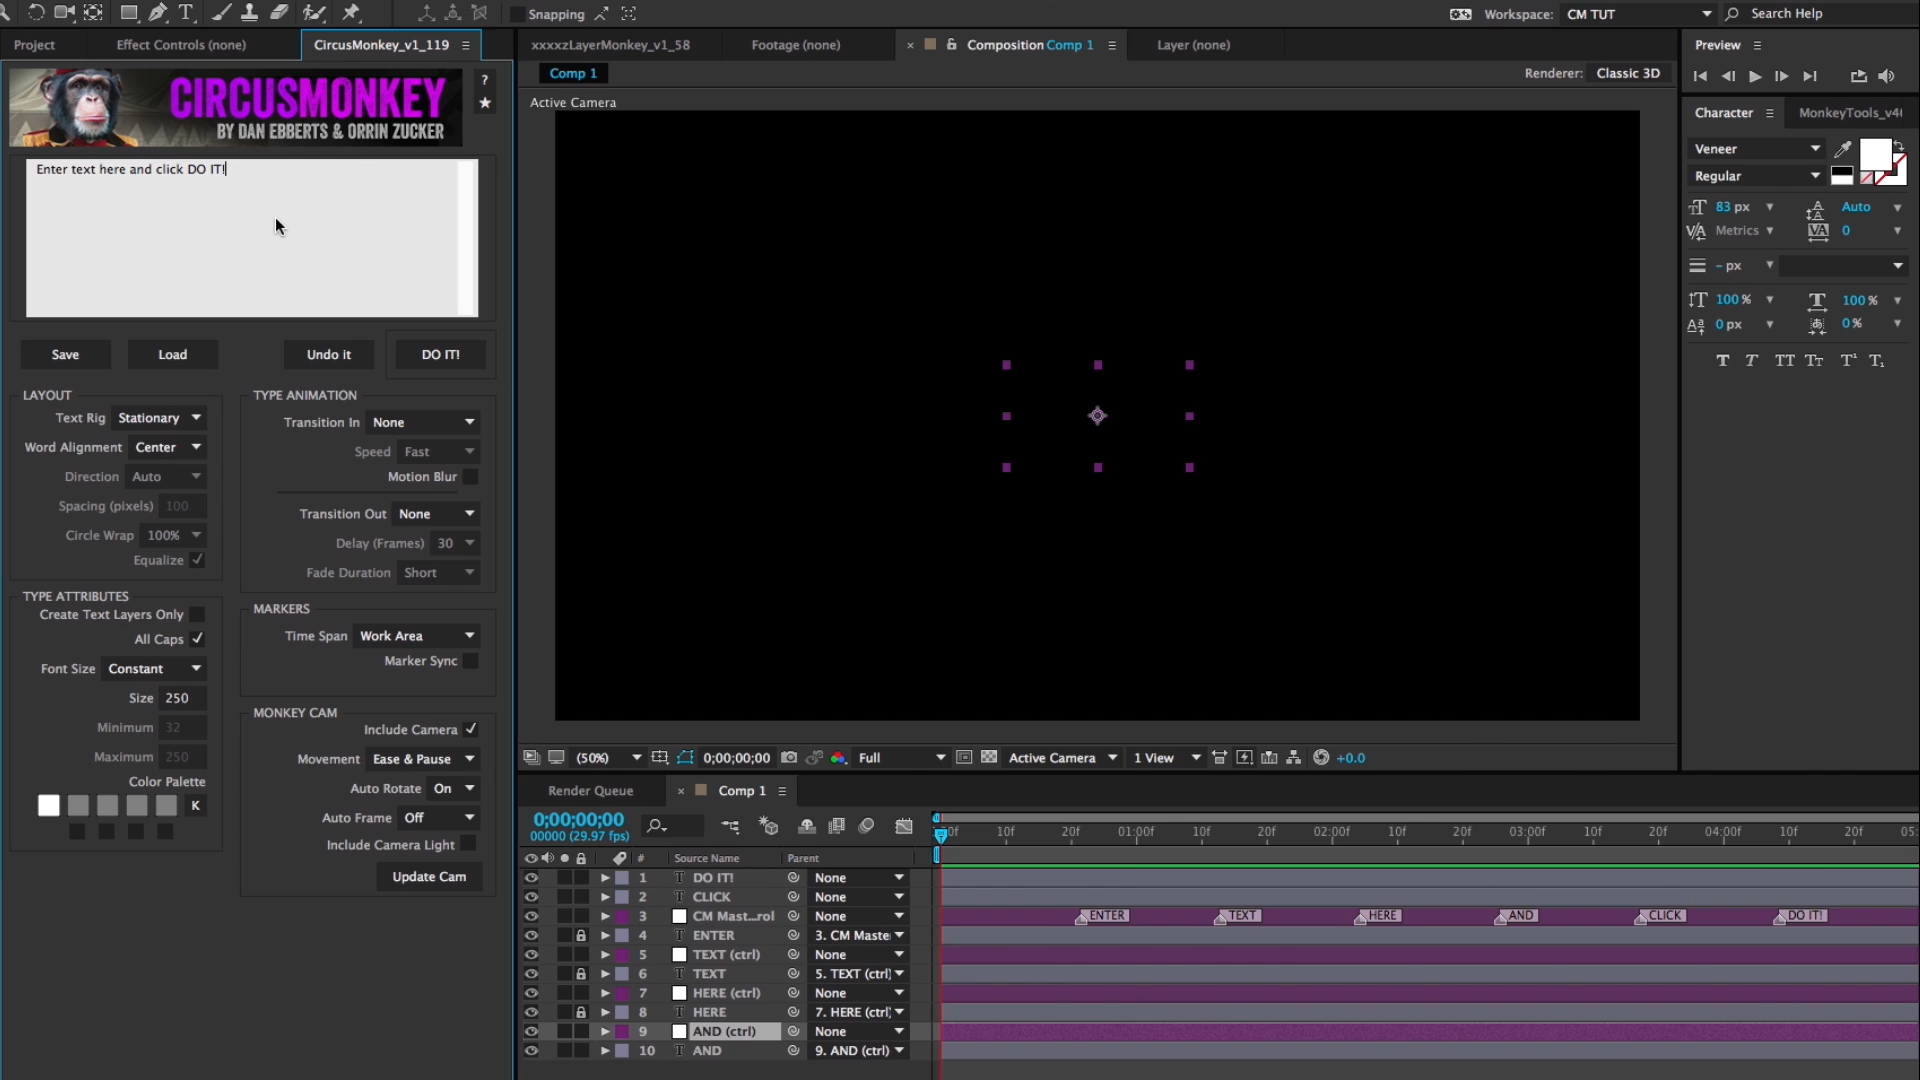 Snapping
Workspace: CM TUT
Search Help
Project
Effect Controls (none)
CircusMonkey_v1_119
xxxxxzLayerMonkey_v1_58
Footage (none)
Composition Comp 1
Layer (none)
Preview
CIRCUSMONKEY
BY DAN EBBERTS & ORRIN ZUCKER
?
Comp 1
Renderer: Classic 3D
Active Camera
Character
MonkeyTools_v4
Enter text here and click DO IT!
Veneer
Regular
83 px
Auto
Metrics
0
- px
100 %
100 %
0 px
0 %
Save
Load
Undo it
DO IT!
LAYOUT
Text Rig Stationary
Word Alignment Center
Direction Auto
Spacing (pixels) 100
Circle Wrap 100%
Equalize
TYPE ANIMATION
Transition In None
Speed Fast
Motion Blur
Transition Out None
Delay (Frames) 30
Fade Duration Short
TYPE ATTRIBUTES
Create Text Layers Only
All Caps
Font Size Constant
Size 250
Minimum 32
Maximum 250
Color Palette
K
MARKERS
Time Span Work Area
Marker Sync
MONKEY CAM
Include Camera
Movement Ease & Pause
Auto Rotate On
Auto Frame Off
Include Camera Light
Update Cam
(50%)
0;00;00;00
Full
Active Camera
1 View
+0.0
Render Queue
Comp 1
0;00;00;00
00000 (29.97 fps)
00f 10f 20f 01:00f 10f 20f 02:00f 10f 20f 03:00f 10f 20f 04:00f 10f 20f 05:
# Source Name Parent
1 DO IT! None
2 CLICK None
3 CM Mast...rol None ENTER TEXT HERE AND CLICK DO IT!
4 ENTER 3. CM Maste
5 TEXT (ctrl) None
6 TEXT 5. TEXT (ctrl)
7 HERE (ctrl) None
8 HERE 7. HERE (ctrl
9 AND (ctrl) None
10 AND 9. AND (ctrl)